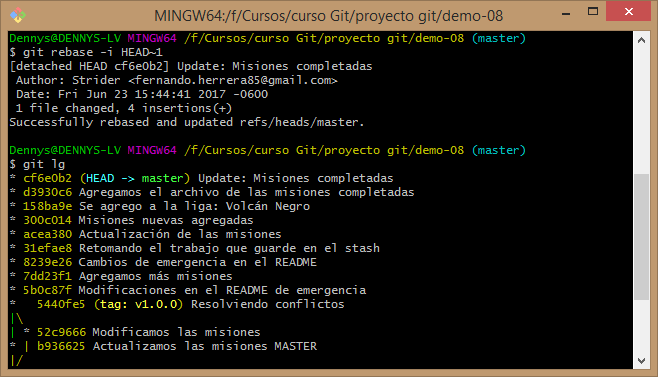 MINGW64:/f/Cursos/curso Git/proyecto git/demo-08
Dennys@DENNYS-LV MINGW64 /f/Cursos/curso Git/proyecto git/demo-08 (master)
$ git rebase -i HEAD~1
[detached HEAD cf6e0b2] Update: Misiones completadas
 Author: Strider <fernando.herrera85@gmail.com>
 Date: Fri Jun 23 15:44:41 2017 -0600
 1 file changed, 4 insertions(+)
Successfully rebased and updated refs/heads/master.
Dennys@DENNYS-LV MINGW64 /f/Cursos/curso Git/proyecto git/demo-08 (master)
$ git lg
* cf6e0b2 (HEAD -> master) Update: Misiones completadas
* d3930c6 Agregamos el archivo de las misiones completadas
* 158ba9e Se agrego a la liga: Volcán Negro
* 300c014 Misiones nuevas agregadas
* acea380 Actualización de las misiones
* 31efae8 Retomando el trabajo que guarde en el stash
* 8239e26 Cambios de emergencia en el README
* 7dd23f1 Agregamos más misiones
* 5b0c87f Modificaciones en el README de emergencia
*   5440fe5 (tag: v1.0.0) Resolviendo conflictos
|\
| * 52c9666 Modificamos las misiones
* | b936625 Actualizamos las misiones MASTER
|/